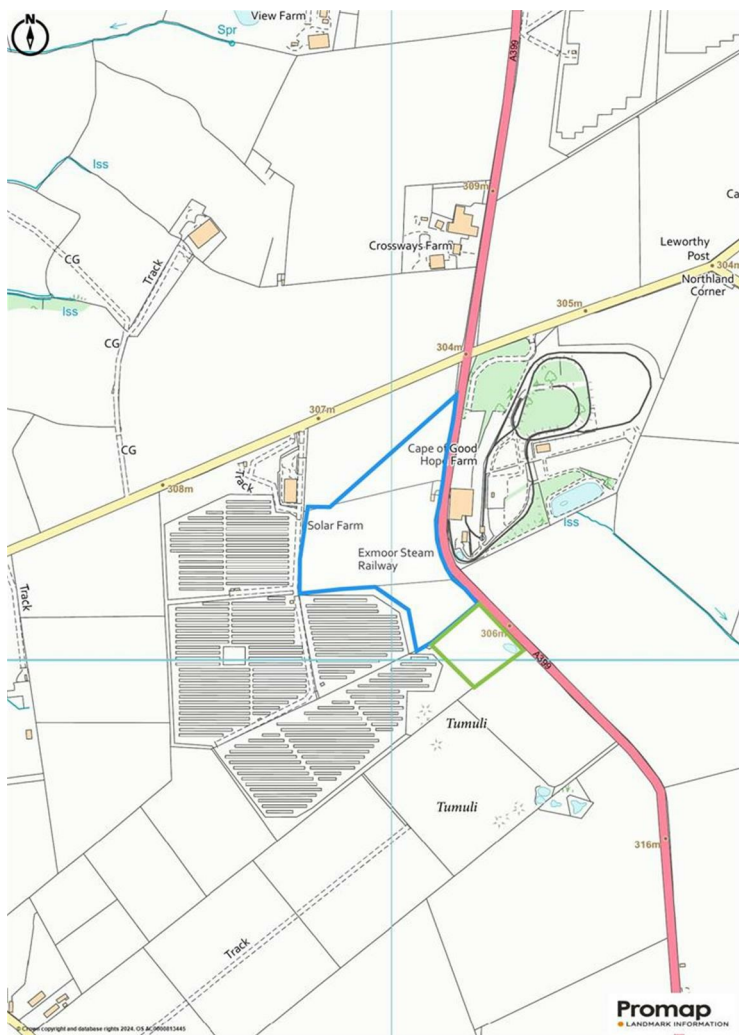 N
View Farm
Spr
A399
309m
Iss
Crossways Farm
CG
Track
Leworthy
Post
304m
Ca
Northland
Corner
Iss
305m
CG
304m
307m
Cape of Good
Hope Farm
CG
308m
Track
Solar Farm
Iss
Exmoor Steam
Railway
Track
306m
A399
Tumuli
Tumuli
316m
Track
Promap
LANDMARK INFORMATION
© Crown copyright and database rights 2024. OS AC0000813445